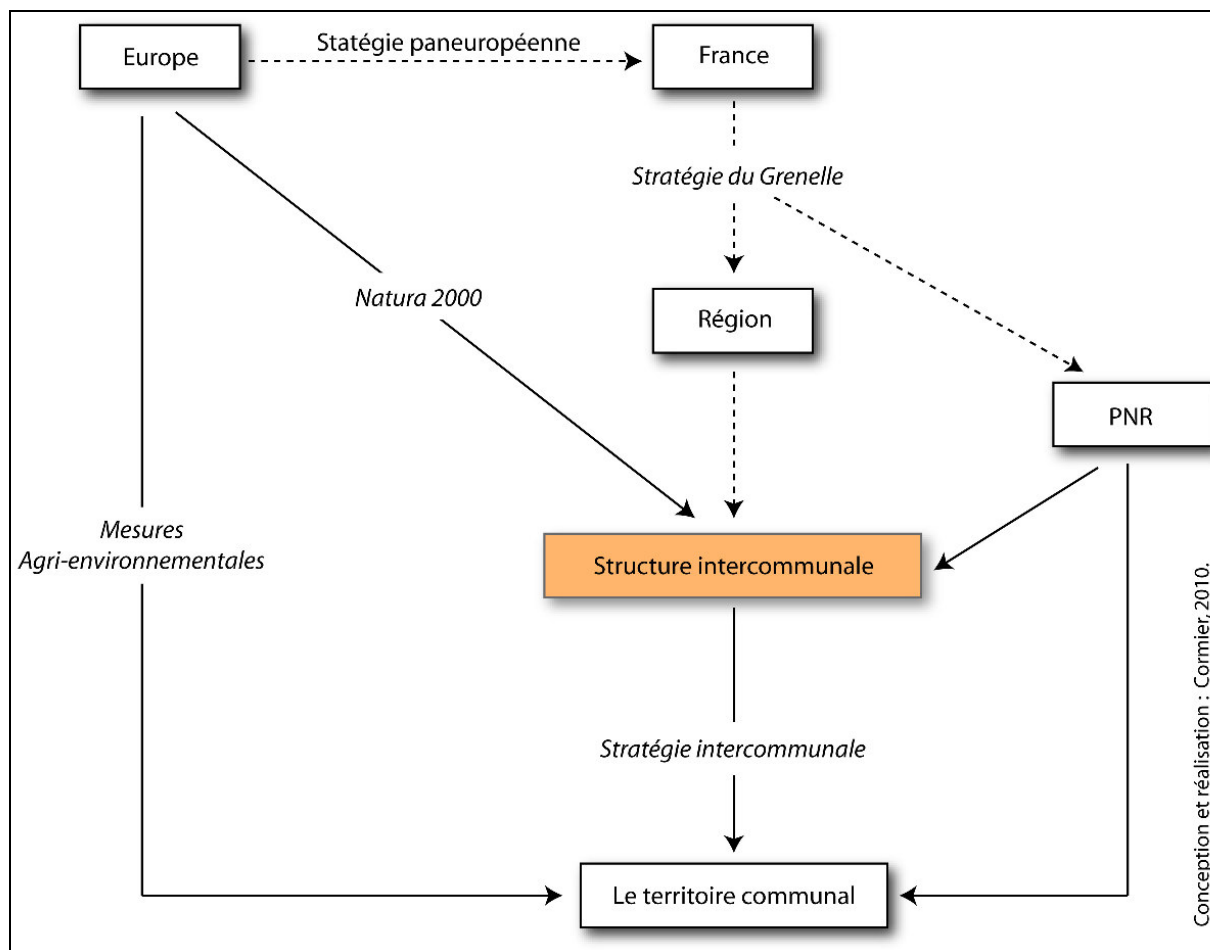 Europe
Statégie paneuropéenne
France
Stratégie du Grenelle
Natura 2000
Région
PNR
Mesures
Agri-environnementales
Structure intercommunale
Stratégie intercommunale
Le territoire communal
Conception et réalisation : Cormier, 2010.